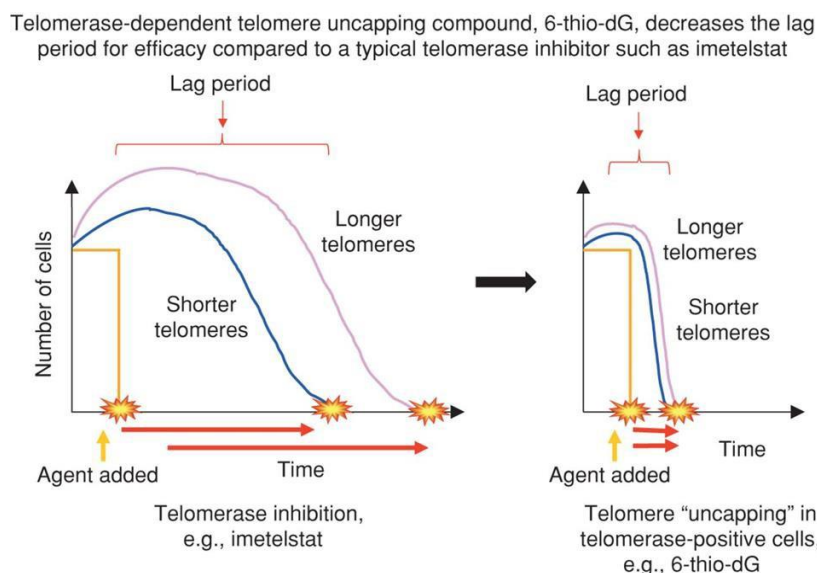 Telomerase-dependent telomere uncapping compound, 6-thio-dG, decreases the lag
period for efficacy compared to a typical telomerase inhibitor such as imetelstat
Lag period
Number of cells
Longer
telomeres
Shorter
telomeres
Agent added
Time
Telomerase inhibition,
e.g., imetelstat
Lag period
Longer
telomeres
Shorter
telomeres
Agent added
Time
Telomere “uncapping” in
telomerase-positive cells,
e.g., 6-thio-dG